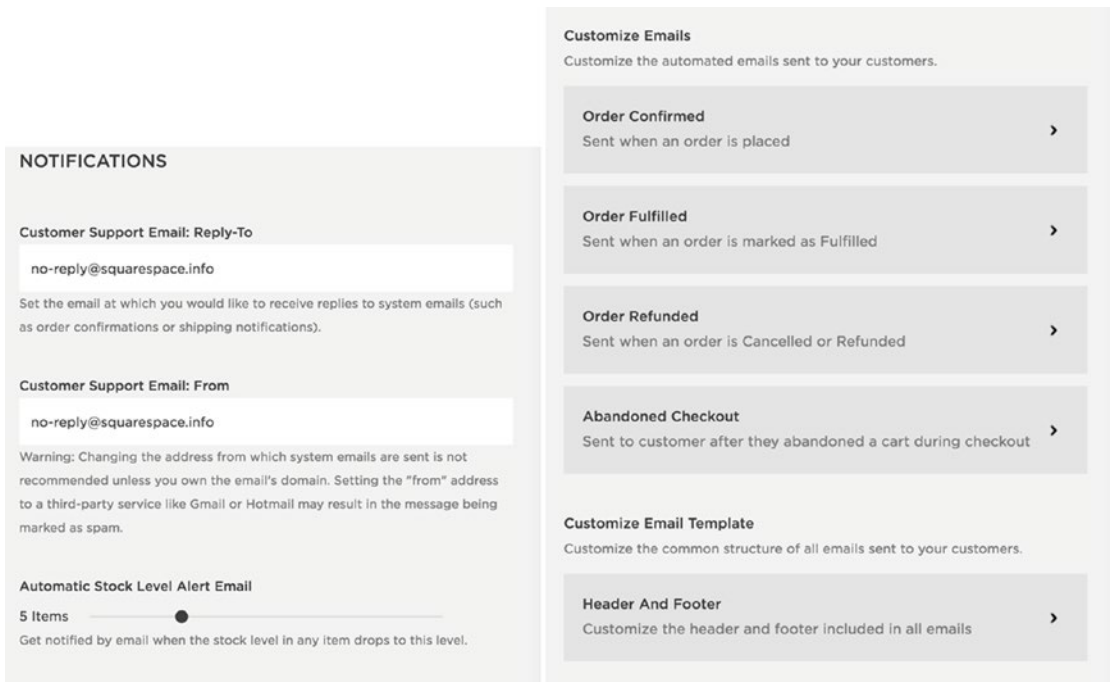 NOTIFICATIONS
Customer Support Email: Reply-To
no-reply@squarespace.info
Set the email at which you would like to receive replies to system emails (such
as order confirmations or shipping notifications).
Customer Support Email: From
no-reply@squarespace.info
Warning: Changing the address from which system emails are sent is not
recommended unless you own the email's domain. Setting the "from" address
to a third-party service like Gmail or Hotmail may result in the message being
marked as spam.
Automatic Stock Level Alert Email
5 Items
Get notified by email when the stock level in any item drops to this level.
Customize Emails
Customize the automated emails sent to your customers.
Order Confirmed
Sent when an order is placed
Order Fulfilled
Sent when an order is marked as Fulfilled
Order Refunded
Sent when an order is Cancelled or Refunded
Abandoned Checkout
Sent to customer after they abandoned a cart during checkout
Customize Email Template
Customize the common structure of all emails sent to your customers.
Header And Footer
Customize the header and footer included in all emails